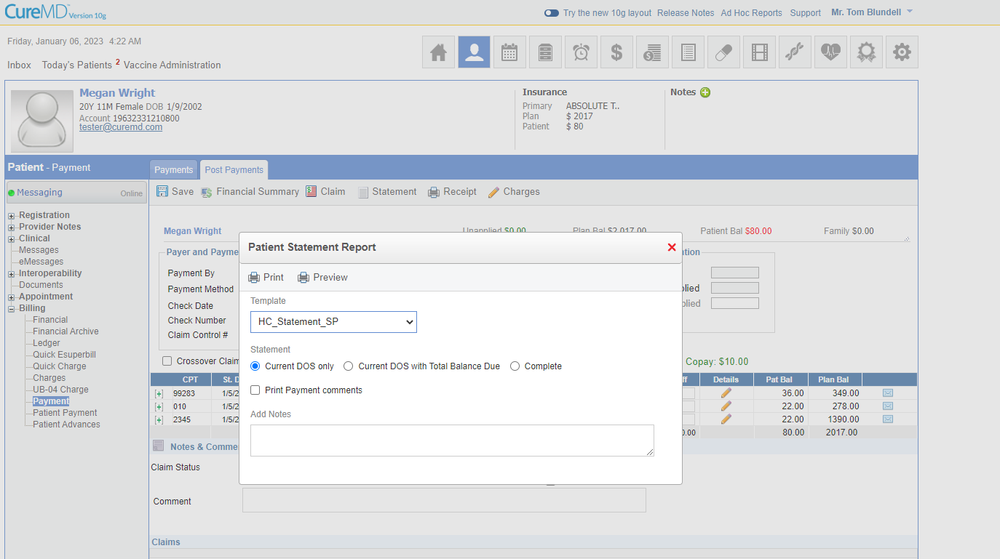 CureMD Version 10g
Try the new 10g layout Release Notes Ad Hoc Reports Support Mr. Tom Blundell
Friday, January 06, 2023 4:22 AM
Inbox Today's Patients 2 Vaccine Administration
Megan Wright
20Y 11M Female DOB 1/9/2002
Account 19632331210800
tester@curemd.com
Insurance
Primary ABSOLUTE T..
Plan $ 2017
Patient $ 80
Notes
Patient - Payment
Messaging Online
Registration
Provider Notes
Clinical
Messages
eMessages
Interoperability
Documents
Appointment
Billing
Financial
Financial Archive
Ledger
Quick Esuperbill
Quick Charge
Charges
UB-04 Charge
Payment
Patient Payment
Patient Advances
Payments Post Payments
Save Financial Summary Claim Statement Receipt Charges
Megan Wright Unapplied $0.00 Plan Bal $2,017.00 Patient Bal $80.00 Family $0.00
Payer and Payme
Payment By
Payment Method
Check Date
Check Number
Claim Control #
Crossover Claim
Patient Statement Report
Print Preview
Template
HC_Statement_SP
Statement
Current DOS only Current DOS with Total Balance Due Complete
Print Payment comments
Add Notes
ation
lied
plied
Copay: $10.00
CPT St. D ff Details Pat Bal Plan Bal
[+] 99283 1/5/2 36.00 349.00
[+] 010 1/5/2 22.00 278.00
[+] 2345 1/5/2 22.00 1390.00
0.00 80.00 2017.00
Notes & Comme
Claim Status
Comment
Claims